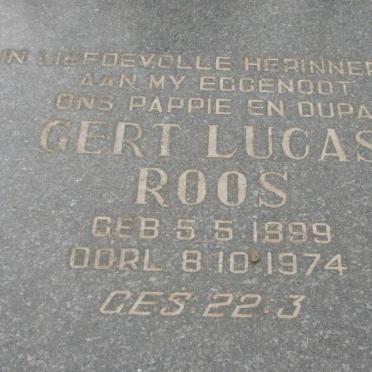 IN LIEFDEVOLLE HERINNE
AAN MY EGGENOOT
ONS PAPPIE EN OUPA
GERT LUCAS
ROOS
GEB 5.5.1899
OORL 8.10.1974
GES. 22:3